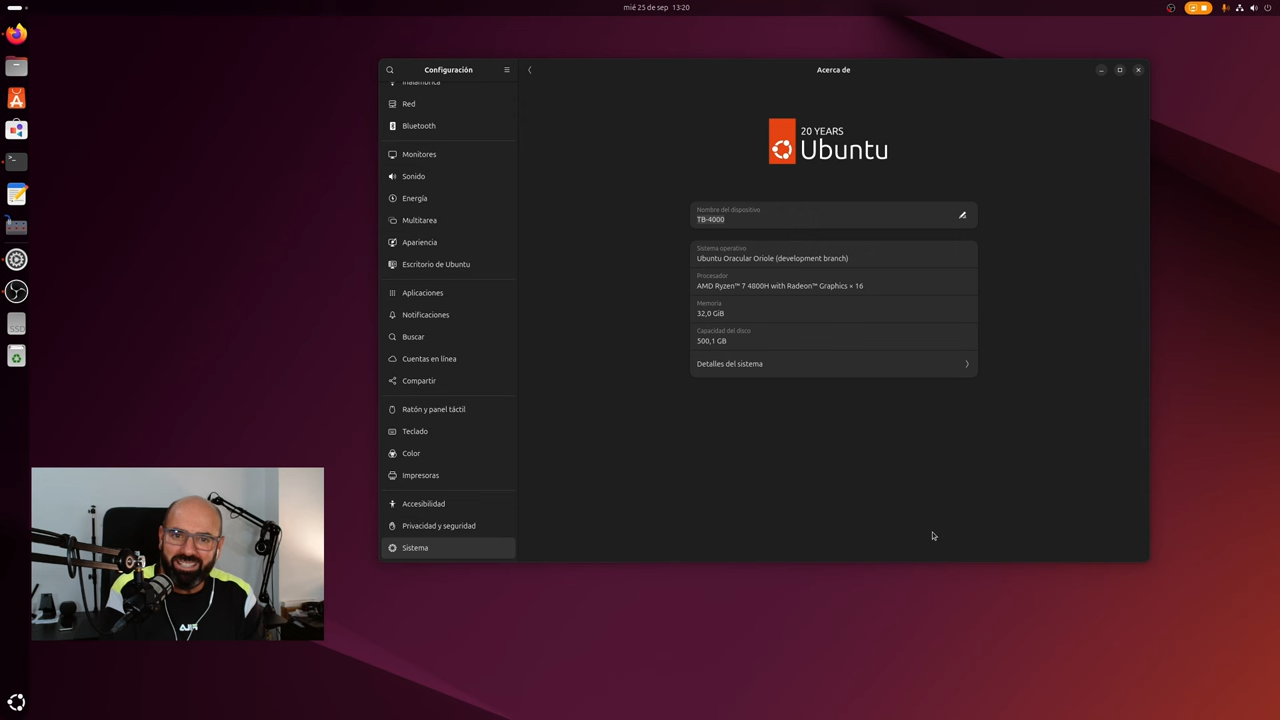 mié 25 de sep 13:20
Configuración
Acerca de
Inalámbrica
Red
Bluetooth
Monitores
Sonido
Energía
Multitarea
Apariencia
Escritorio de Ubuntu
Aplicaciones
Notificaciones
Buscar
Cuentas en línea
Compartir
Ratón y panel táctil
Teclado
Color
Impresoras
Accesibilidad
Privacidad y seguridad
Sistema
20 YEARS
Ubuntu
Nombre del dispositivo
TB-4000
Sistema operativo
Ubuntu Oracular Oriole (development branch)
Procesador
AMD Ryzen™ 7 4800H with Radeon™ Graphics × 16
Memoria
32,0 GiB
Capacidad del disco
500,1 GB
Detalles del sistema
SSD